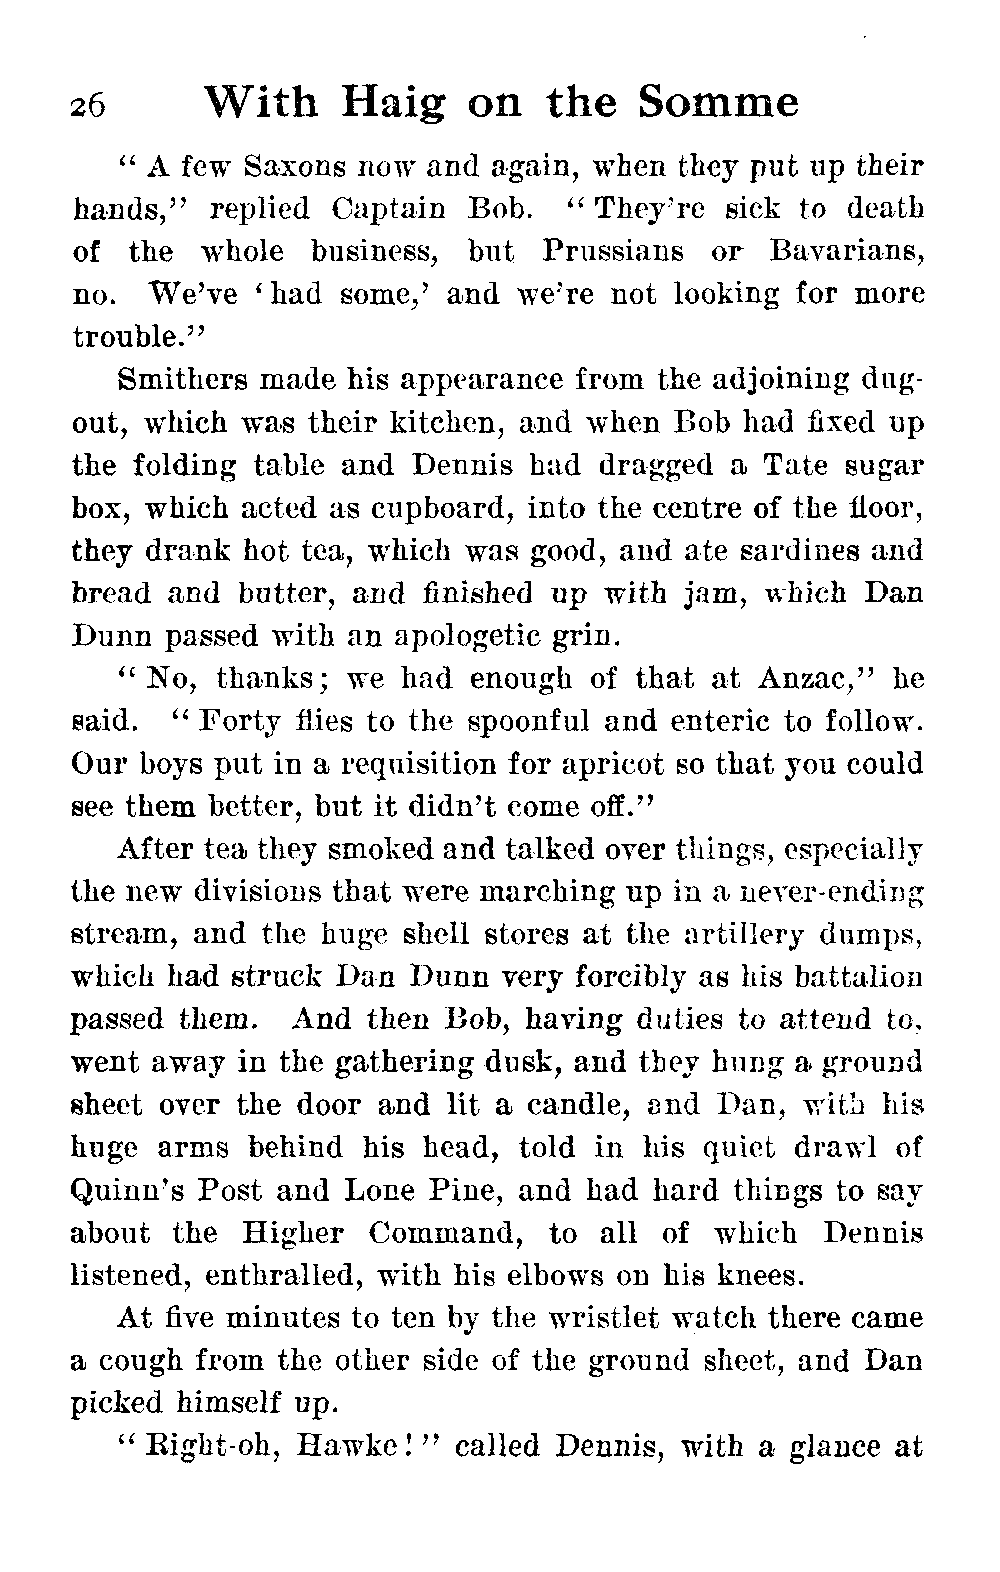 26 With Haig on the Somme
“ A few Saxons now and again, when they put up their
hands,” replied Captain Bob. “ They’re sick to death
of the whole business, but Prussians or Bavarians,
no. We’ve ‘ had some,’ and we’re not looking for more
trouble.”
Smithers made his appearance from the adjoining dug-
out, which was their kitchen, and when Bob had fixed up
the folding table and Dennis had dragged a Tate sugar
box, which acted as cupboard, into the centre of the floor,
they drank hot tea, which was good, and ate sardines and
bread and butter, and finished up with jam, which Dan
Dunn passed with an apologetic grin.
“ No, thanks; we had enough of that at Anzac,” he
said. “ Forty flies to the spoonful and enteric to follow.
Our boys put in a requisition for apricot so that you could
see them better, but it didn’t come off.”
After tea they smoked and talked over things, especially
the new divisions that were marching up in a never-ending
stream, and the huge shell stores at the artillery dumps,
which had struck Dan Dunn very forcibly as his battalion
passed them. And then Bob, having duties to attend to,
went away in the gathering dusk, and they hung a ground
sheet over the door and lit a candle, and Dan, with his
huge arms behind his head, told in his quiet drawl of
Quinn’s Post and Lone Pine, and had hard things to say
about the Higher Command, to all of which Dennis
listened, enthralled, with his elbows on his knees.
At five minutes to ten by the wristlet watch there came
a cough from the other side of the ground sheet, and Dan
picked himself up.
“ Right-oh, Hawke! ” called Dennis, with a glance at